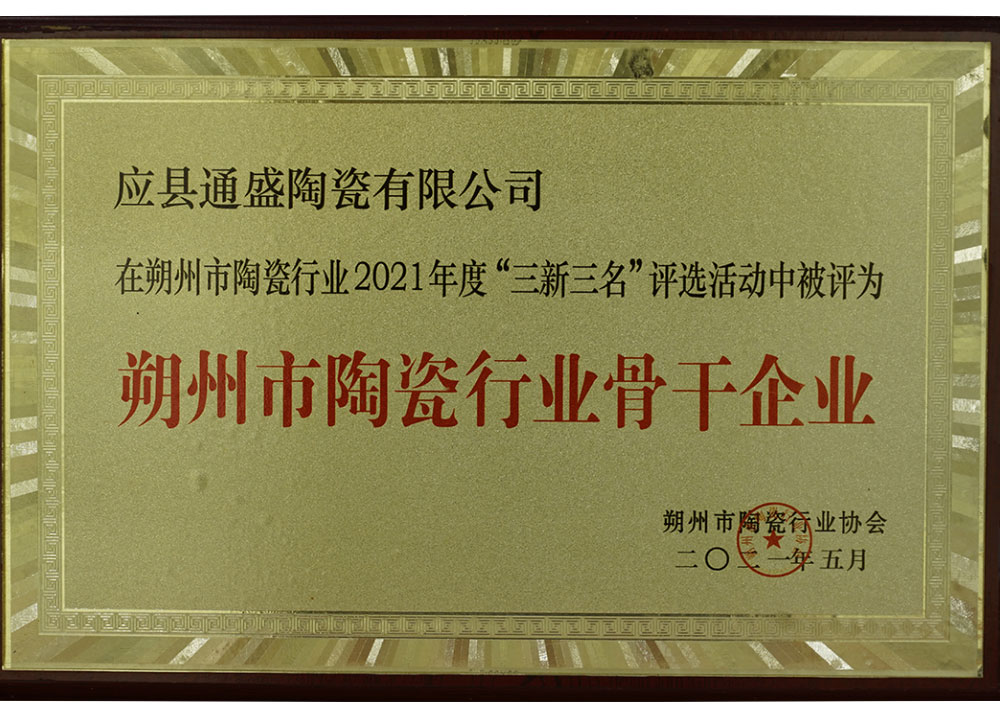 应县通盛陶瓷有限公司
在朔州市陶瓷行业2021年度“三新三名”评选活动中被评为
朔州市陶瓷行业骨干企业
朔州市陶瓷行业协会
二〇二一年五月